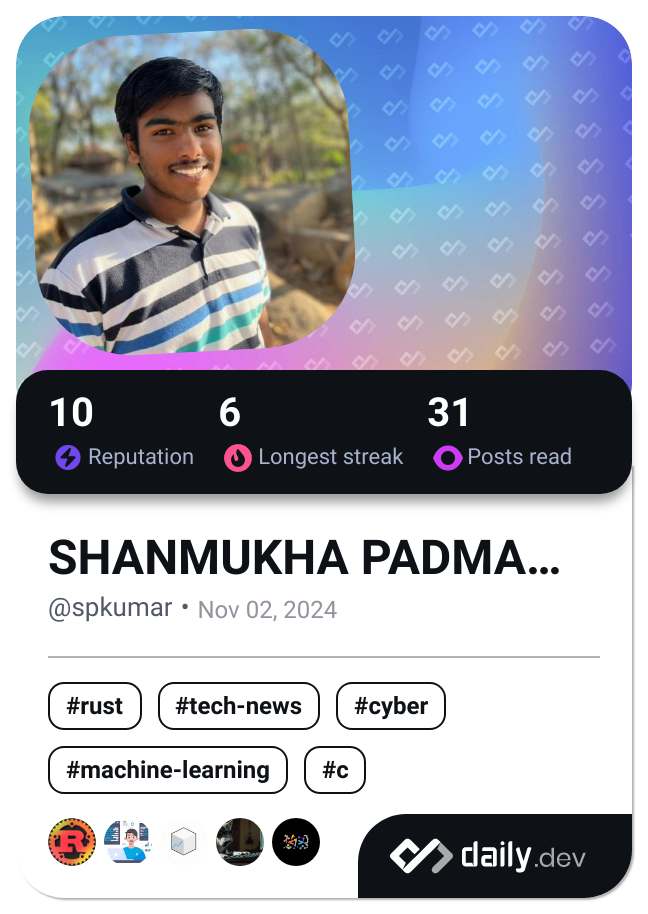 10 6 31
Reputation Longest streak Posts read
SHANMUKHA PADMA...
@spkumar • Nov 02, 2024
#rust #tech-news #cyber
#machine-learning #c
R
daily.dev